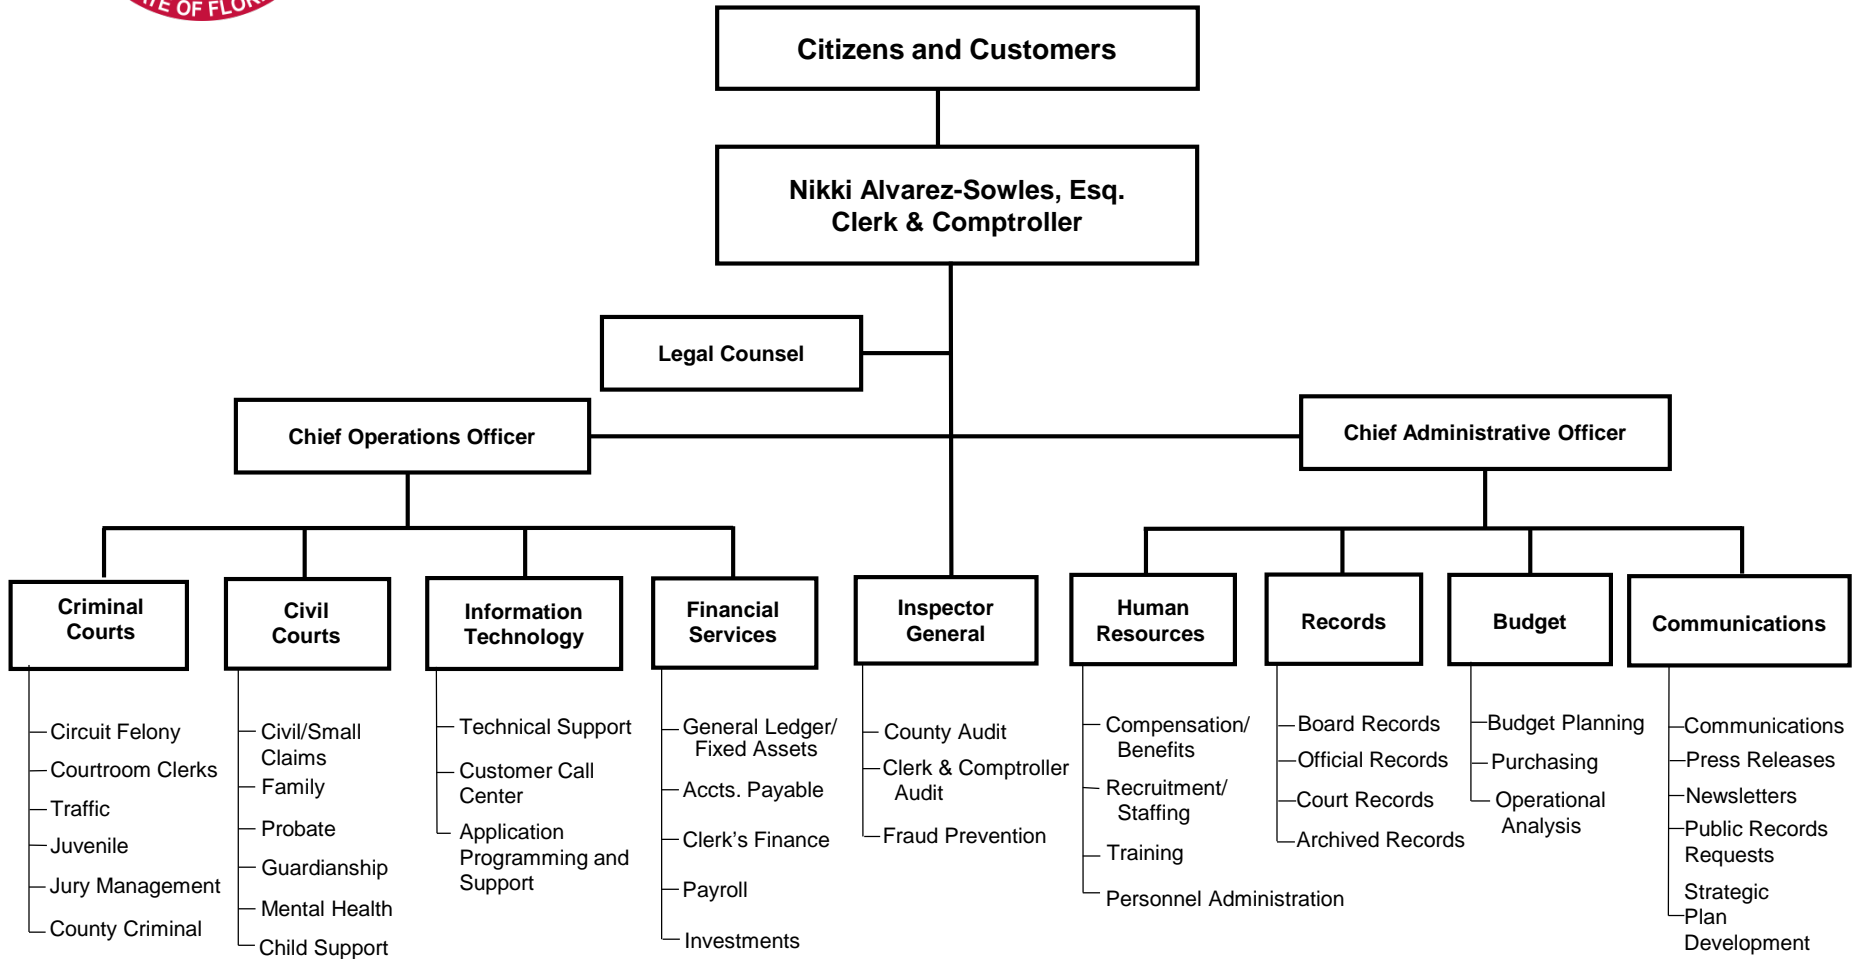 ATE OF FLOR
Citizens and Customers
Nikki Alvarez-Sowles, Esq.
Clerk & Comptroller
Legal Counsel
Chief Operations Officer
Chief Administrative Officer
Criminal
Courts
Civil
Courts
Information
Technology
Financial
Services
Inspector
General
Human
Resources
Records
Budget
Communications
Circuit Felony
Courtroom Clerks
Traffic
Juvenile
Jury Management
County Criminal
Civil/Small
Claims
Family
Probate
Guardianship
Mental Health
Child Support
Technical Support
Customer Call
Center
Application
Programming and
Support
General Ledger/
Fixed Assets
Accts. Payable
Clerk's Finance
Payroll
Investments
County Audit
Clerk & Comptroller
Audit
Fraud Prevention
Compensation/
Benefits
Recruitment/
Staffing
Training
Personnel Administration
Board Records
Official Records
Court Records
Archived Records
Budget Planning
Purchasing
Operational
Analysis
Communications
Press Releases
Newsletters
Public Records
Requests
Strategic
Plan
Development